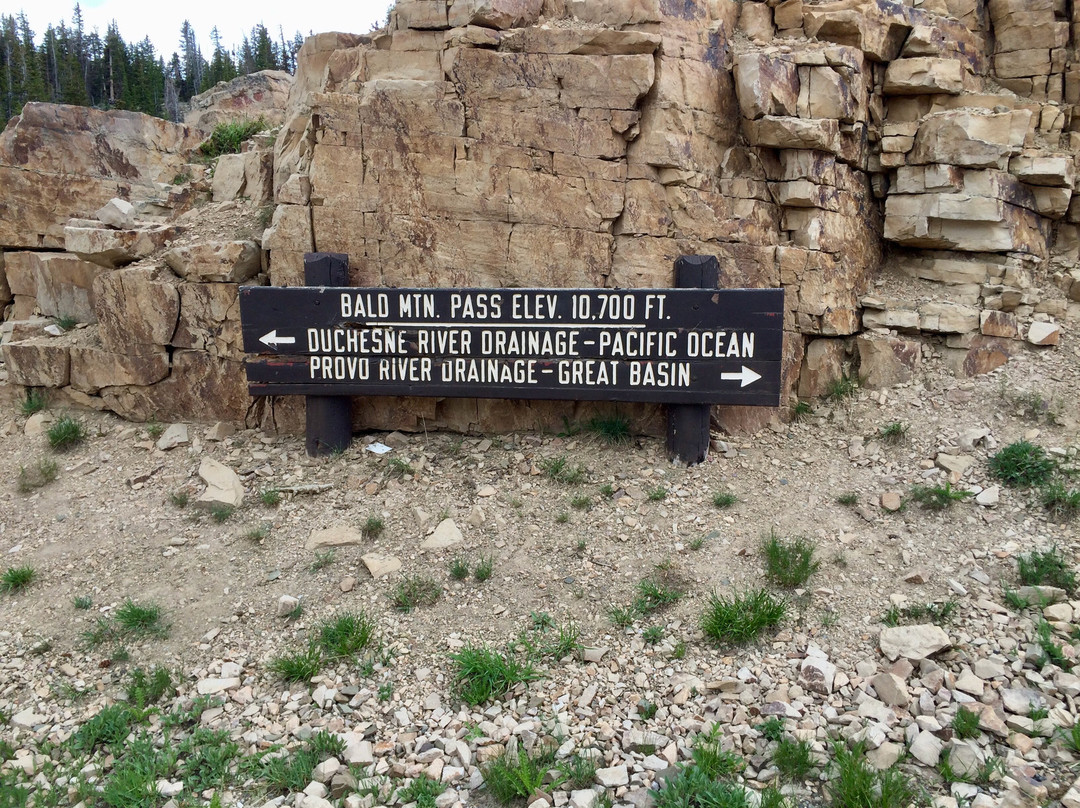 BALD MTN. PASS ELEV. 10,700 FT.
DUCHESNE RIVER DRAINAGE-PACIFIC OCEAN
PROVO RIVER DRAINAGE-GREAT BASIN